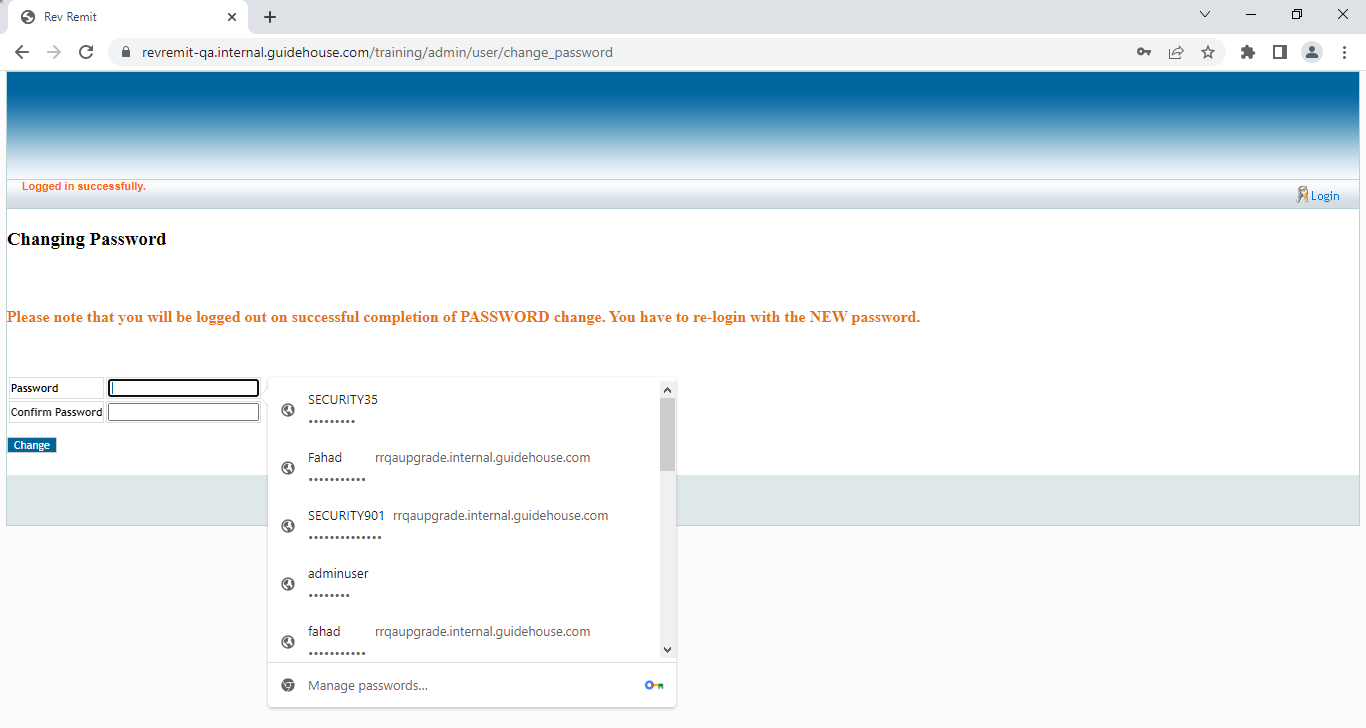 Rev Remit
revremit-qa.internal.guidehouse.com/training/admin/user/change_password
Logged in successfully.
Login
Changing Password
Please note that you will be logged out on successful completion of PASSWORD change. You have to re-login with the NEW password.
Password
Confirm Password
Change
SECURITY35
•••••••••
Fahad rrqaupgrade.internal.guidehouse.com
•••••••••••
SECURITY901 rrqaupgrade.internal.guidehouse.com
••••••••••••••
adminuser
••••••••
fahad rrqaupgrade.internal.guidehouse.com
•••••••••••
Manage passwords...